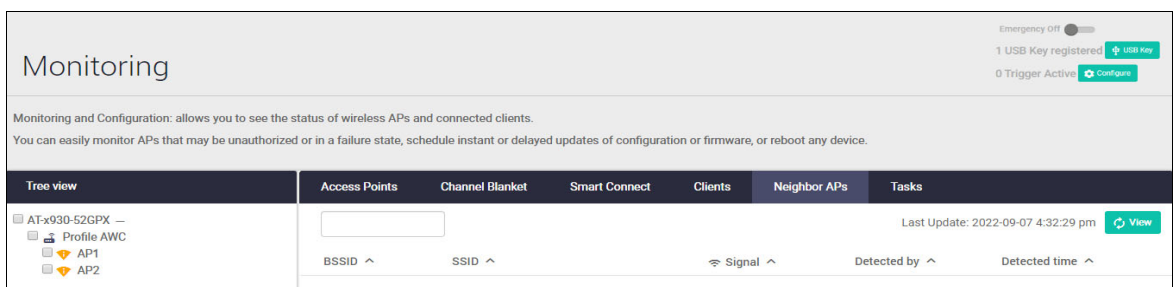 Emergency Off
Monitoring
1 USB Key registered USB Key
0 Trigger Active Configure
Monitoring and Configuration: allows you to see the status of wireless APs and connected clients.
You can easily monitor APs that may be unauthorized or in a failure state, schedule instant or delayed updates of configuration or firmware, or reboot any device.
Tree view
Access Points Channel Blanket Smart Connect Clients Neighbor APs Tasks
AT-x930-52GPX —
Profile AWC
AP1
AP2
Last Update: 2022-09-07 4:32:29 pm View
BSSID SSID Signal Detected by Detected time